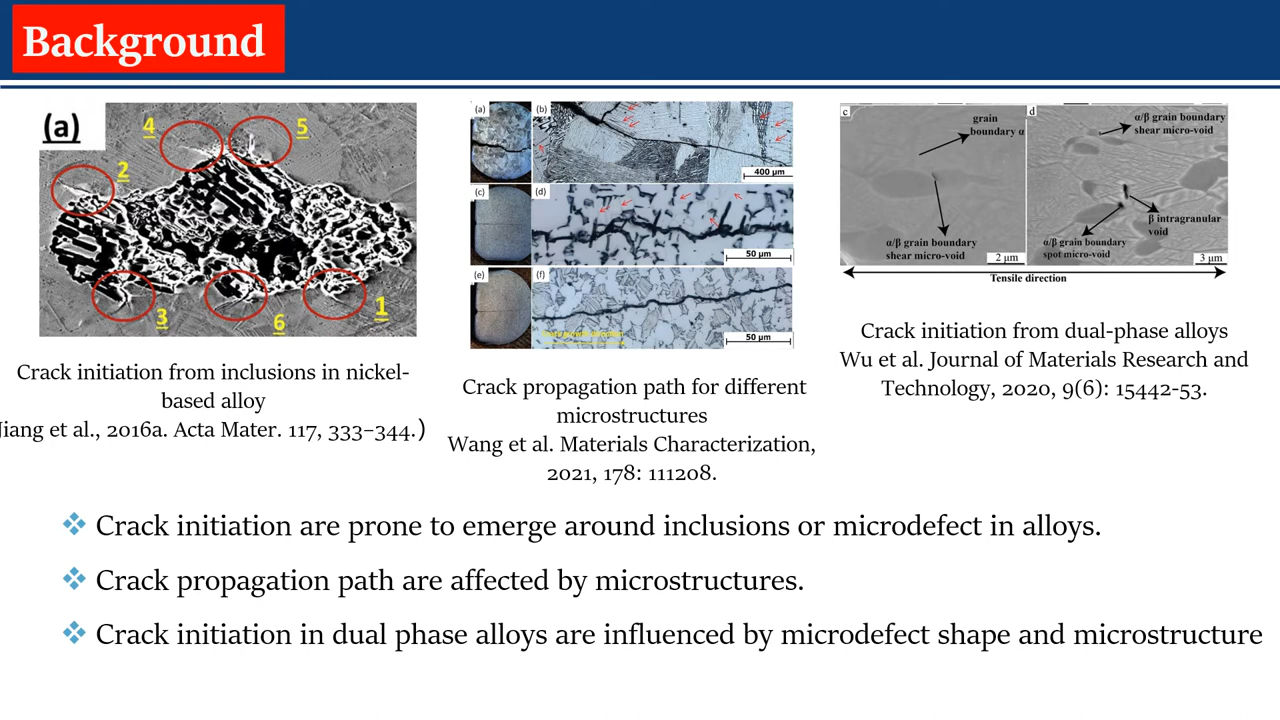 Background
(a)
4
5
2
3
6
1
Crack initiation from inclusions in nickel-
based alloy
Jiang et al., 2016a. Acta Mater. 117, 333–344.)
(a)
(b)
400 μm
(c)
(d)
50 μm
(e)
(f)
50 μm
Crack propagation path for different
microstructures
Wang et al. Materials Characterization,
2021, 178: 111208.
c
grain
boundary α
α/β grain boundary
shear micro-void
2 μm
d
α/β grain boundary
shear micro-void
β intragranular
void
α/β grain boundary
spot micro-void
3 μm
Tensile direction
Crack initiation from dual-phase alloys
Wu et al. Journal of Materials Research and
Technology, 2020, 9(6): 15442-53.
❖ Crack initiation are prone to emerge around inclusions or microdefect in alloys.
❖ Crack propagation path are affected by microstructures.
❖ Crack initiation in dual phase alloys are influenced by microdefect shape and microstructure